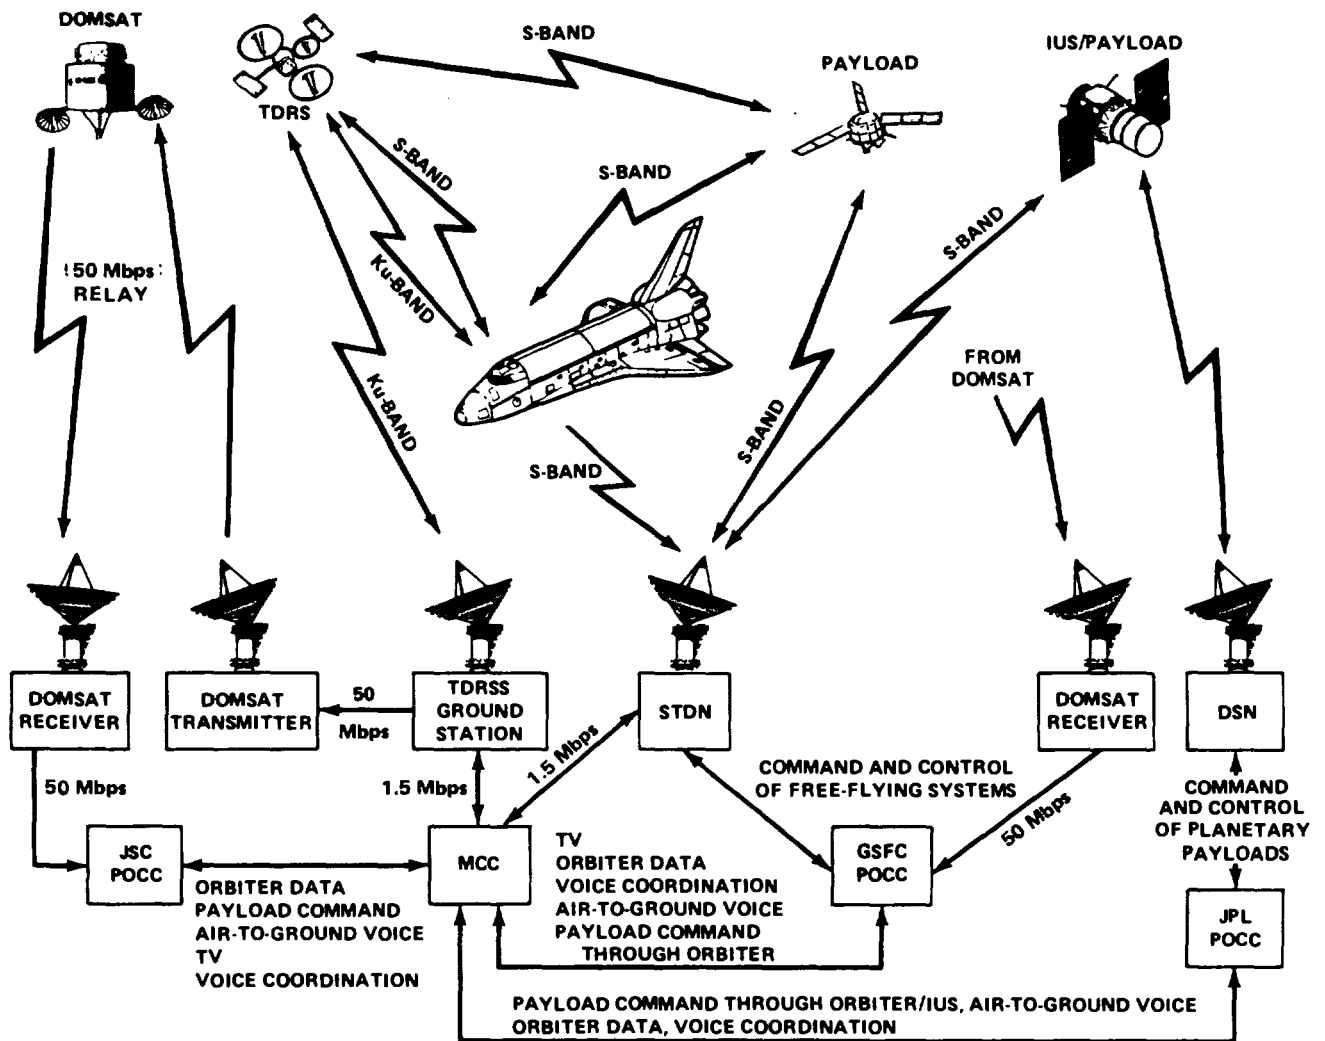 DOMSAT
TDRS
S-BAND
PAYLOAD
IUS/PAYLOAD
S-BAND
S-BAND
Ku-BAND
S-BAND
50 Mbps
RELAY
Ku-BAND
S-BAND
S-BAND
FROM
DOMSAT
DOMSAT
RECEIVER
DOMSAT
TRANSMITTER
50
Mbps
TDRSS
GROUND
STATION
STDN
DOMSAT
RECEIVER
DSN
50 Mbps
1.5 Mbps
1.5 Mbps
COMMAND AND CONTROL
OF FREE-FLYING SYSTEMS
50 Mbps
COMMAND
AND CONTROL
OF PLANETARY
PAYLOADS
JSC
POCC
MCC
GSFC
POCC
JPL
POCC
ORBITER DATA
PAYLOAD COMMAND
AIR-TO-GROUND VOICE
TV
VOICE COORDINATION
TV
ORBITER DATA
VOICE COORDINATION
AIR-TO-GROUND VOICE
PAYLOAD COMMAND
THROUGH ORBITER
PAYLOAD COMMAND THROUGH ORBITER/IUS, AIR-TO-GROUND VOICE
ORBITER DATA, VOICE COORDINATION